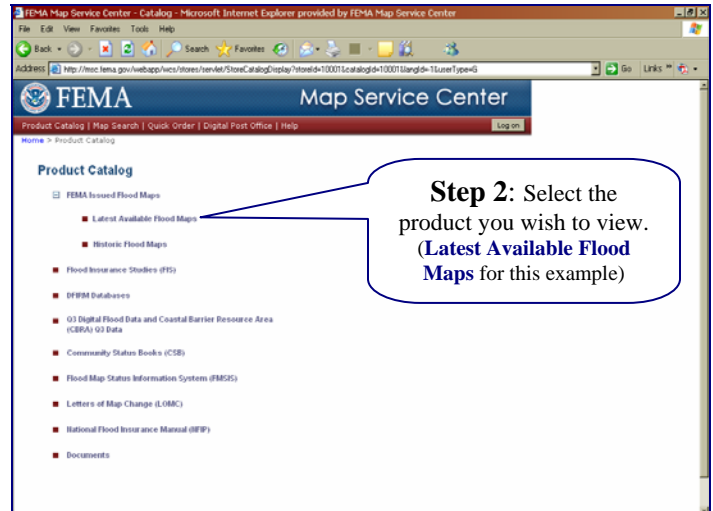 FEMA Map Service Center - Catalog - Microsoft Internet Explorer provided by FEMA Map Service Center
File Edit View Favorites Tools Help
Back Search Favorites
Address http://msc.fema.gov/webapp/wcs/stores/servlet/StoreCatalogDisplay?storeId=10001&catalogId=10001&langId=-1&userType=G Go Links »
FEMA Map Service Center
Product Catalog | Map Search | Quick Order | Digital Post Office | Help Log on
Home > Product Catalog
Product Catalog
FEMA Issued Flood Maps
Latest Available Flood Maps
Historic Flood Maps
Flood Insurance Studies (FIS)
DFIRM Databases
Q3 Digital Flood Data and Coastal Barrier Resource Area
(CBRA) Q3 Data
Community Status Books (CSB)
Flood Map Status Information System (FMSIS)
Letters of Map Change (LOMC)
National Flood Insurance Manual (NFIP)
Documents
Step 2: Select the
product you wish to view.
(Latest Available Flood
Maps for this example)